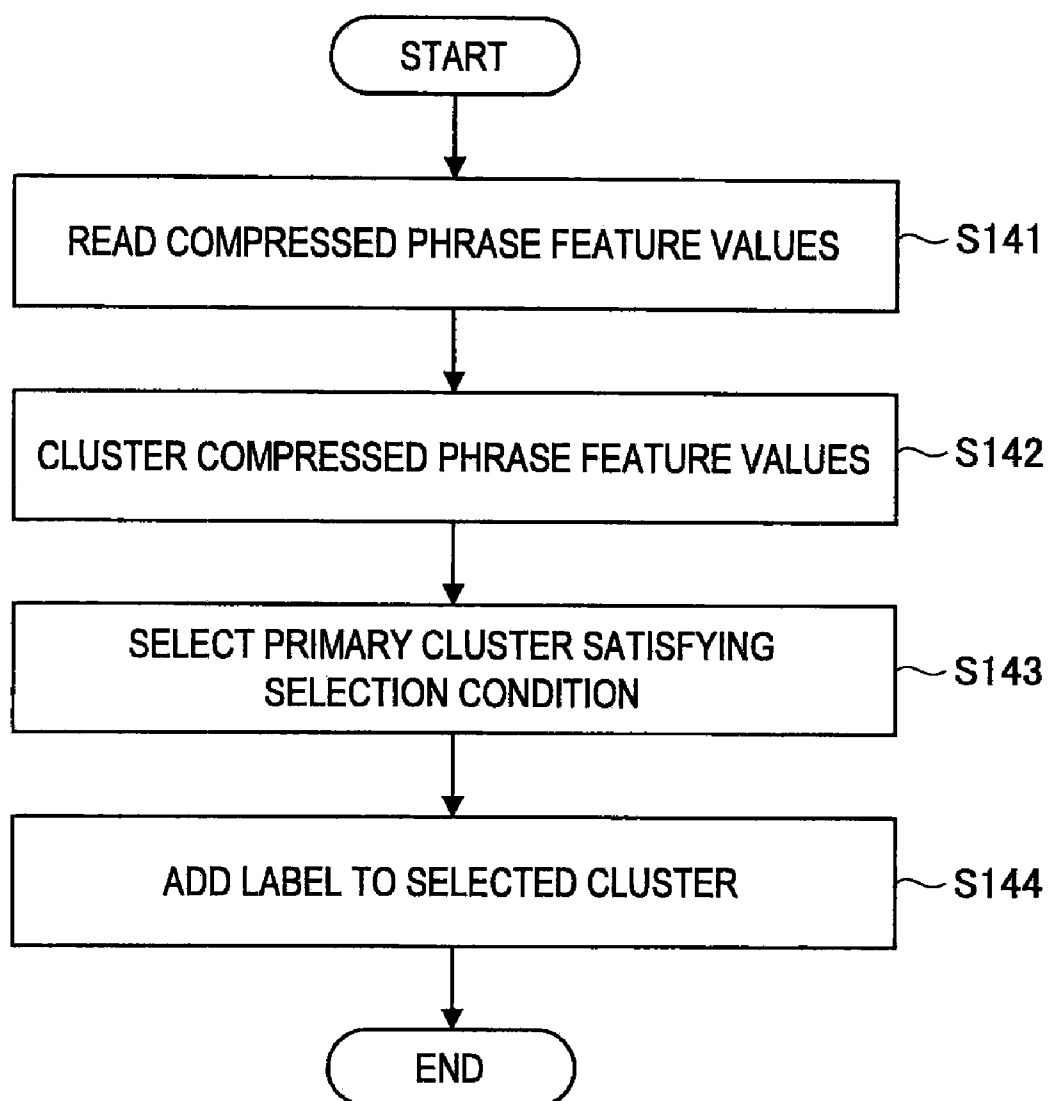 START
READ COMPRESSED PHRASE FEATURE VALUES
S141
CLUSTER COMPRESSED PHRASE FEATURE VALUES
S142
SELECT PRIMARY CLUSTER SATISFYING
SELECTION CONDITION
S143
ADD LABEL TO SELECTED CLUSTER
S144
END